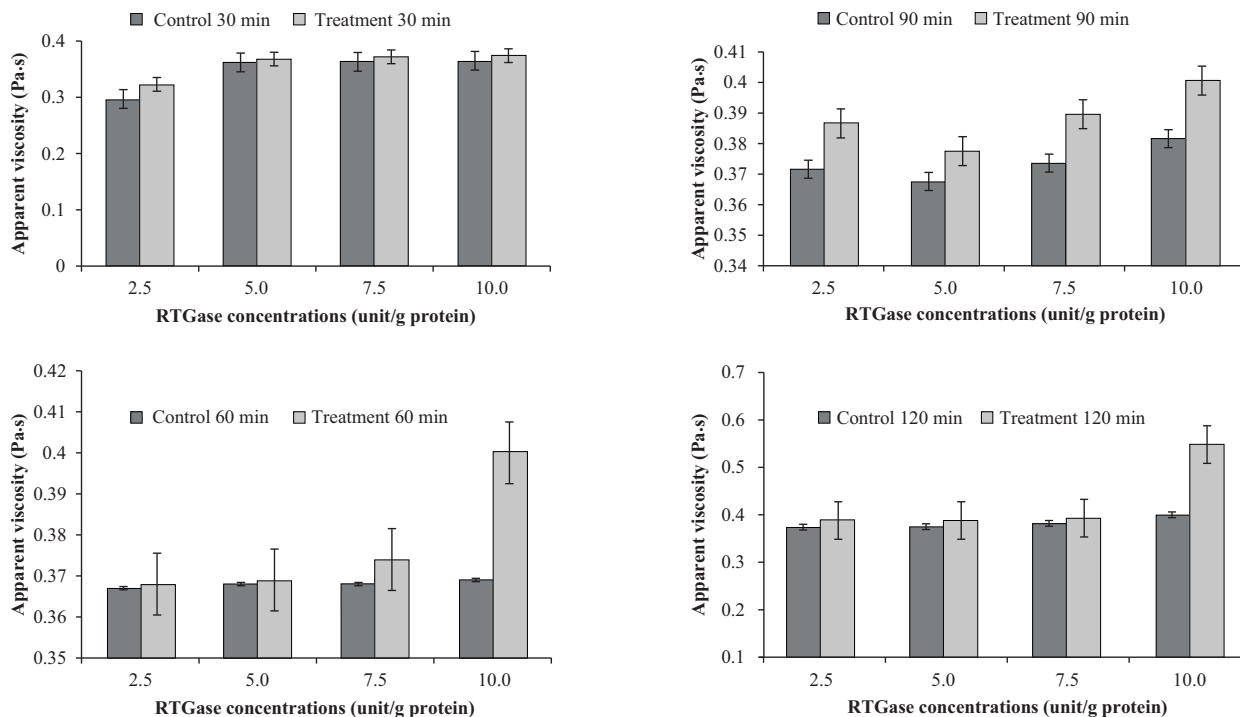 Control 30 min Treatment 30 min
Apparent viscosity (Pa·s)
0.4
0.3
0.2
0.1
0
2.5 5.0 7.5 10.0
RTGase concentrations (unit/g protein)
Control 90 min Treatment 90 min
Apparent viscosity (Pa·s)
0.41
0.4
0.39
0.38
0.37
0.36
0.35
0.34
2.5 5.0 7.5 10.0
RTGase concentrations (unit/g protein)
Control 60 min Treatment 60 min
Apparent viscosity (Pa·s)
0.42
0.41
0.4
0.39
0.38
0.37
0.36
0.35
2.5 5.0 7.5 10.0
RTGase concentrations (unit/g protein)
Control 120 min Treatment 120 min
Apparent viscosity (Pa·s)
0.7
0.6
0.5
0.4
0.3
0.2
0.1
2.5 5.0 7.5 10.0
RTGase concentrations (unit/g protein)